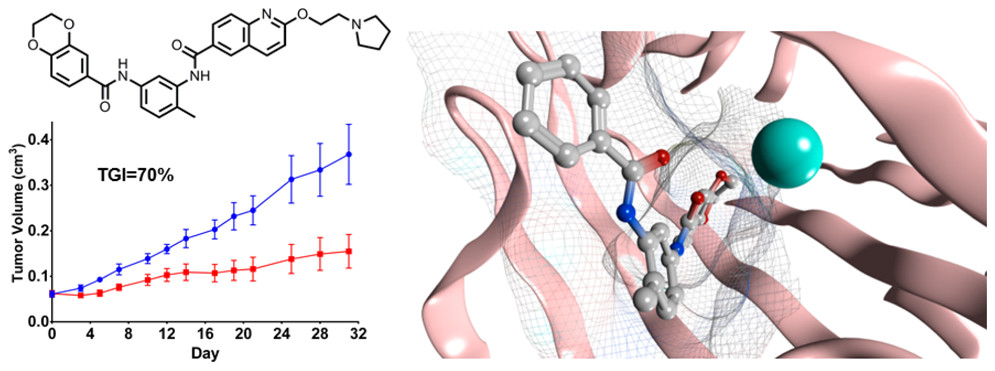 N
O
O
O
O
N
H
NH
O
N
Tumor Volume (cm3)
0.4
0.3
0.2
0.1
0.0
TGI=70%
0 4 8 12 16 20 24 28 32
Day